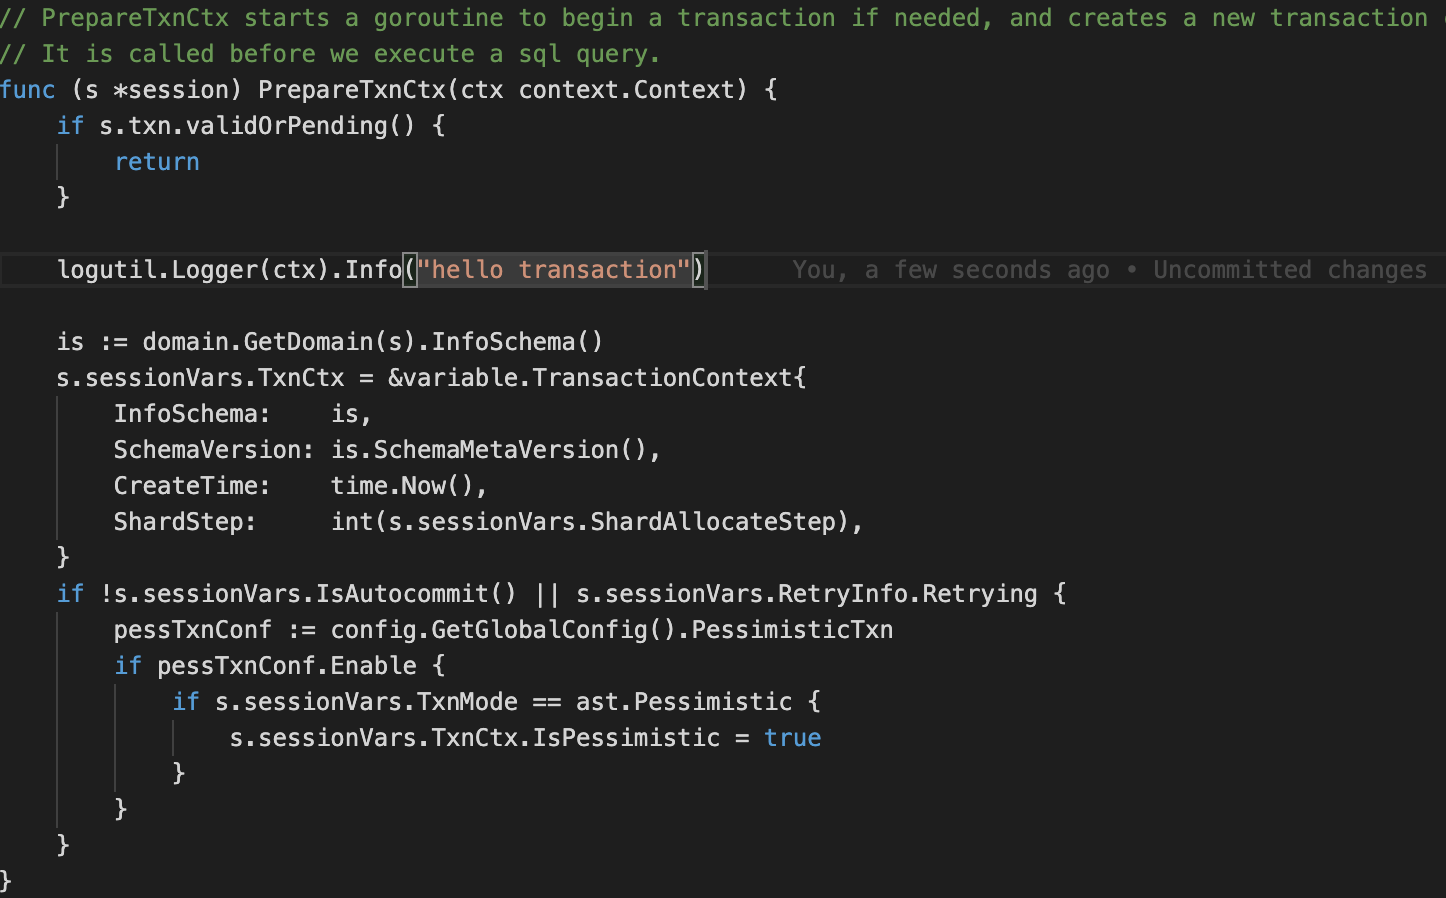 // PrepareTxnCtx starts a goroutine to begin a transaction if needed, and creates a new transaction
// It is called before we execute a sql query.
func (s *session) PrepareTxnCtx(ctx context.Context) {
    if s.txn.validOrPending() {
        return
    }
    logutil.Logger(ctx).Info("hello transaction")      You, a few seconds ago • Uncommitted changes
    is := domain.GetDomain(s).InfoSchema()
    s.sessionVars.TxnCtx = &variable.TransactionContext{
        InfoSchema:    is,
        SchemaVersion: is.SchemaMetaVersion(),
        CreateTime:    time.Now(),
        ShardStep:     int(s.sessionVars.ShardAllocateStep),
    }
    if !s.sessionVars.IsAutocommit() || s.sessionVars.RetryInfo.Retrying {
        pessTxnConf := config.GetGlobalConfig().PessimisticTxn
        if pessTxnConf.Enable {
            if s.sessionVars.TxnMode == ast.Pessimistic {
                s.sessionVars.TxnCtx.IsPessimistic = true
            }
        }
    }
}